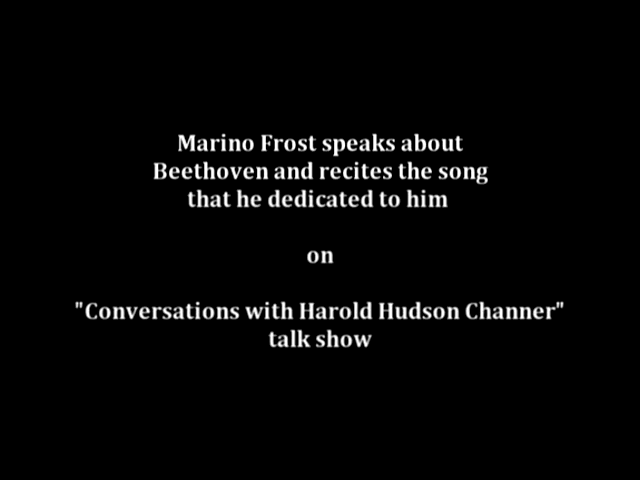 Marino Frost speaks about
Beethoven and recites the song
that he dedicated to him
on
"Conversations with Harold Hudson Channer"
talk show